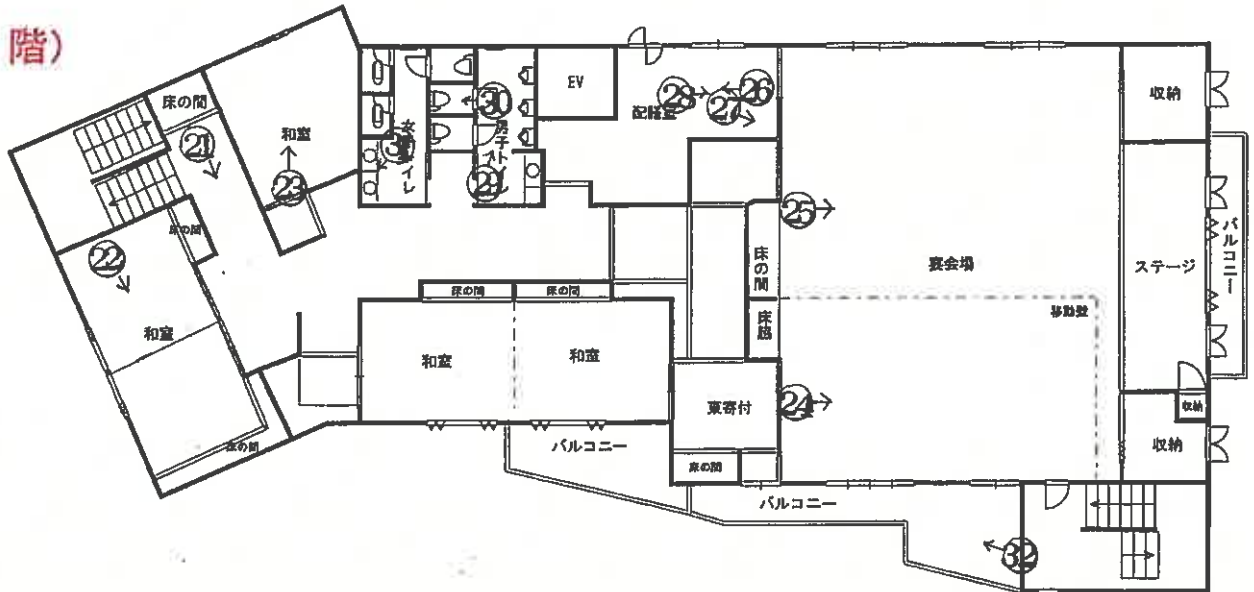 階)
床の間
和室
EV
収納
㉘
㉗
㉖
配膳室
㉑
㉚
㉛
女子トイレ
男子トイレ
㉓
㉙
㉕
床の間
㉒
床の間
宴会場
ステージ
バルコニー
床の間
床の間
移動壁
床脇
和室
和室
和室
東寄付
㉔
収納
収納
床の間
バルコニー
床の間
バルコニー
㉜